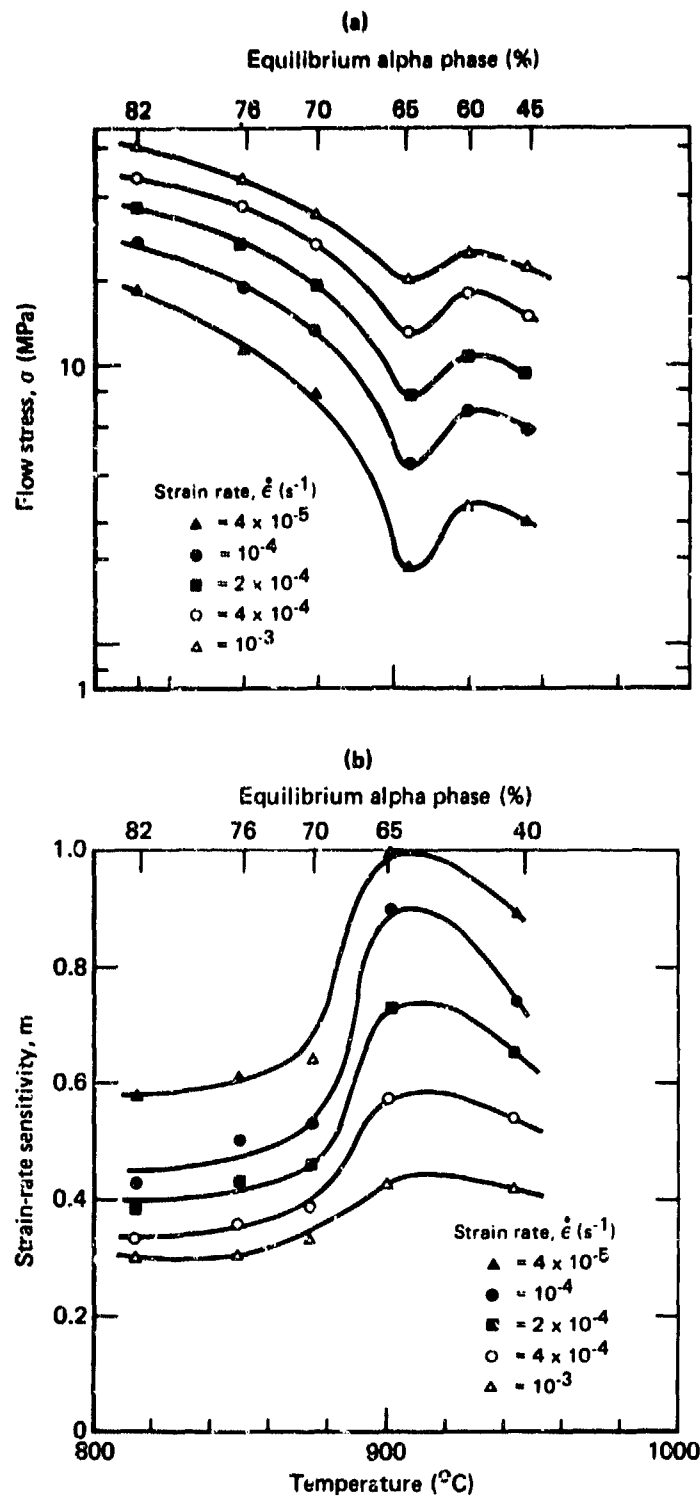 (a)
Equilibrium alpha phase (%)
82 76 70 65 60 45
Flow stress, σ (MPa)
10
1
Strain rate, ε̇ (s⁻¹)
▲ = 4 x 10⁻⁵
● = 10⁻⁴
■ = 2 x 10⁻⁴
○ = 4 x 10⁻⁴
△ = 10⁻³
(b)
Equilibrium alpha phase (%)
82 76 70 65 40
Strain-rate sensitivity, m
1.0
0.8
0.6
0.4
0.2
0
Strain rate, ε̇ (s⁻¹)
▲ = 4 x 10⁻⁵
● = 10⁻⁴
■ = 2 x 10⁻⁴
○ = 4 x 10⁻⁴
△ = 10⁻³
800 900 1000
Temperature (°C)